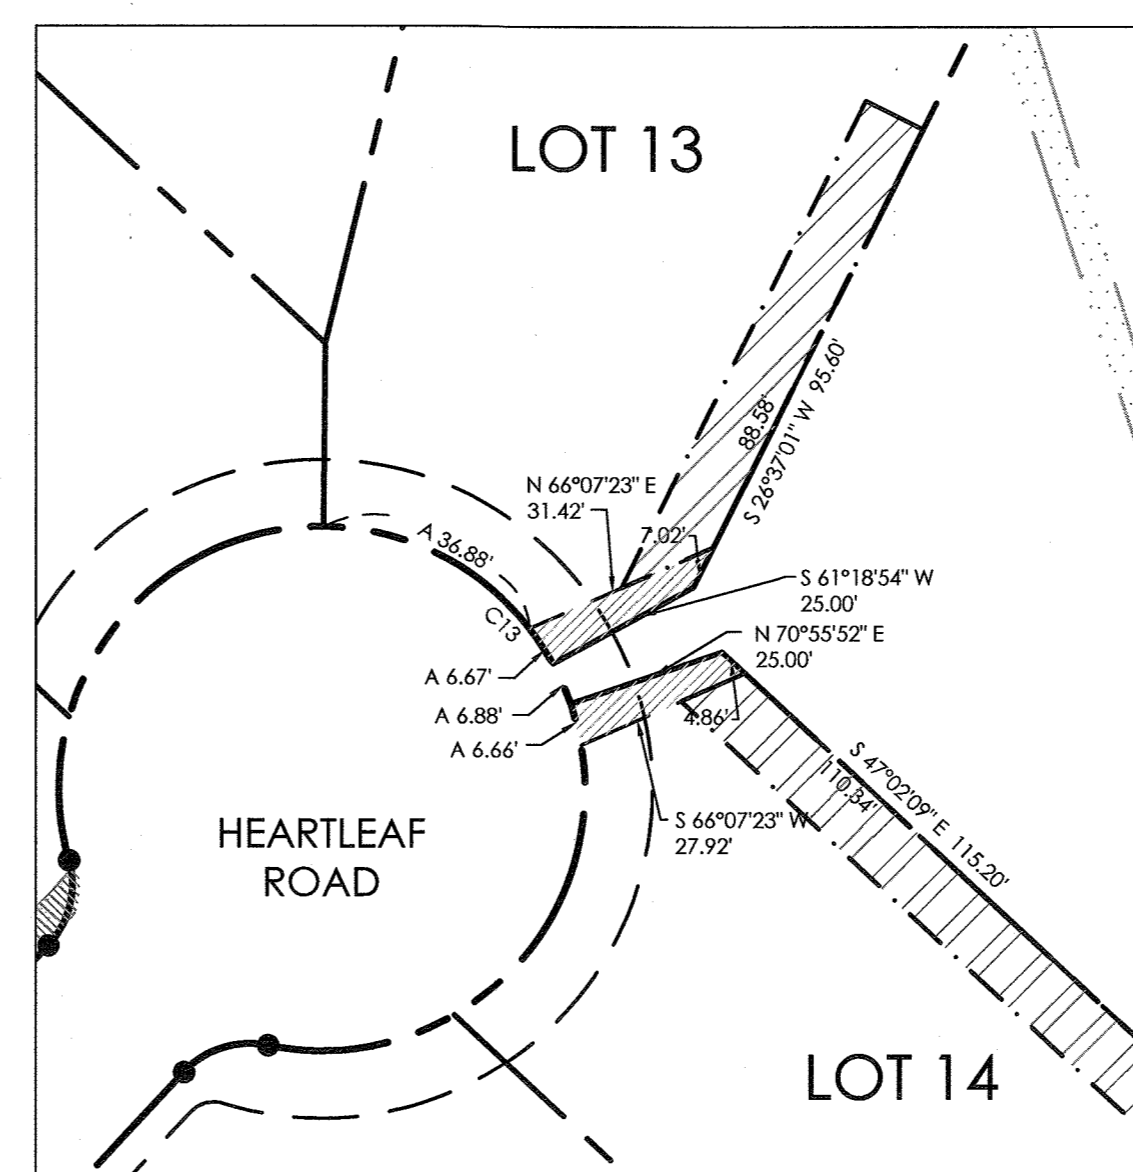 LOT 13
S 26°37'01" W 95.60'
88.58'
N 66°07'23" E
31.42'
7.02'
A 36.88'
C13
S 61°18'54" W
25.00'
N 70°55'52" E
25.00'
A 6.67'
A 6.88'
A 6.66'
4.86'
S 47°02'09" E 115.20'
110.34'
S 66°07'23" W
27.92'
HEARTLEAF
ROAD
LOT 14